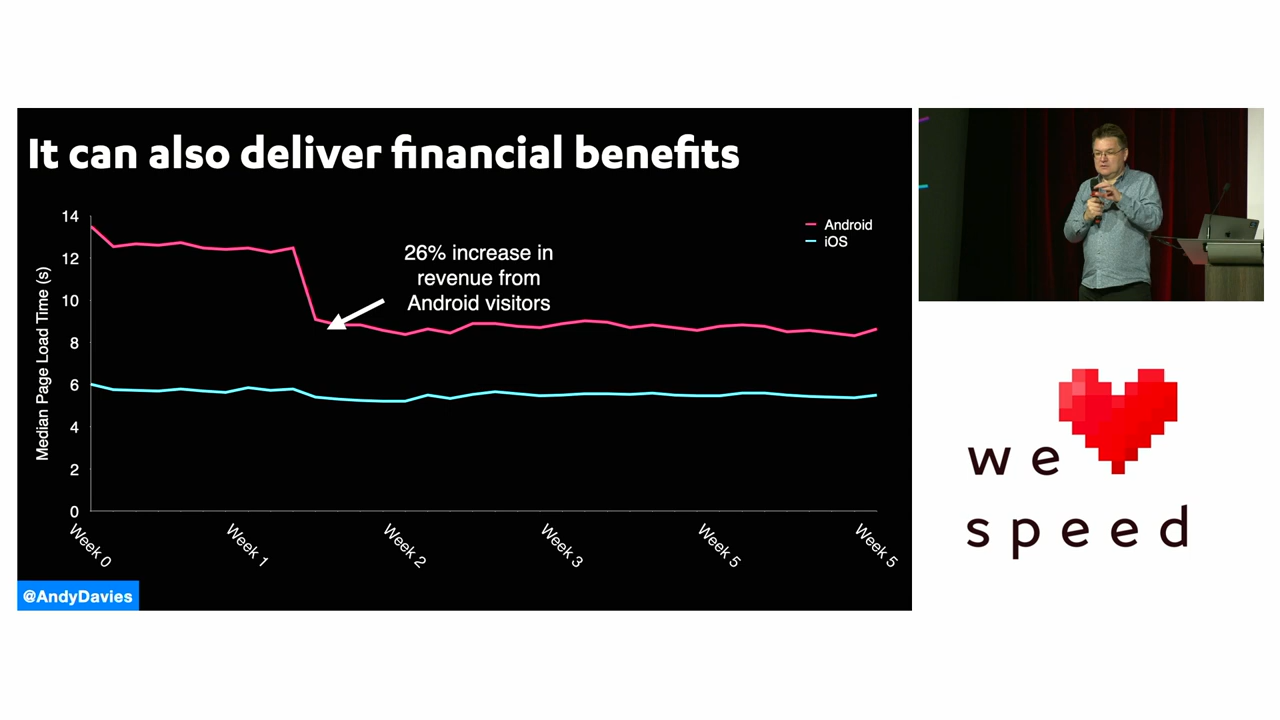 It can also deliver financial benefits
14
12
10
8
6
4
2
0
Median Page Load Time (s)
26% increase in
revenue from
Android visitors
Android
iOS
Week 0
Week 1
Week 2
Week 3
Week 5
Week 5
@AndyDavies
we
speed